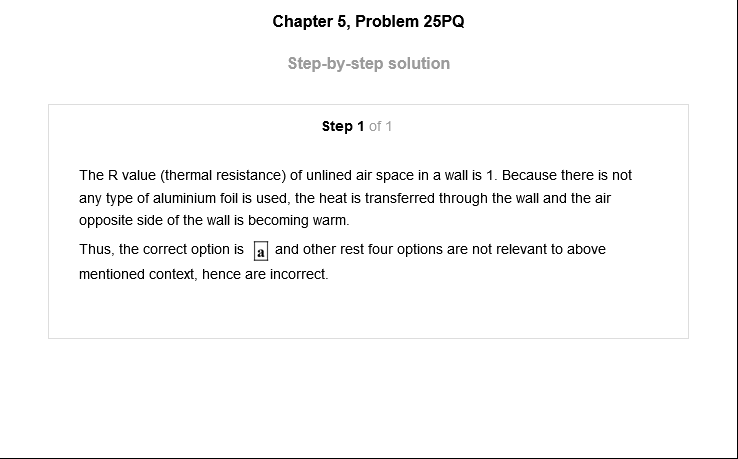 Chapter 5, Problem 25PQ
Step-by-step solution
Step 1 of 1
The R value (thermal resistance) of unlined air space in a wall is 1. Because there is not
any type of aluminium foil is used, the heat is transferred through the wall and the air
opposite side of the wall is becoming warm.
Thus, the correct option is a and other rest four options are not relevant to above
mentioned context, hence are incorrect.